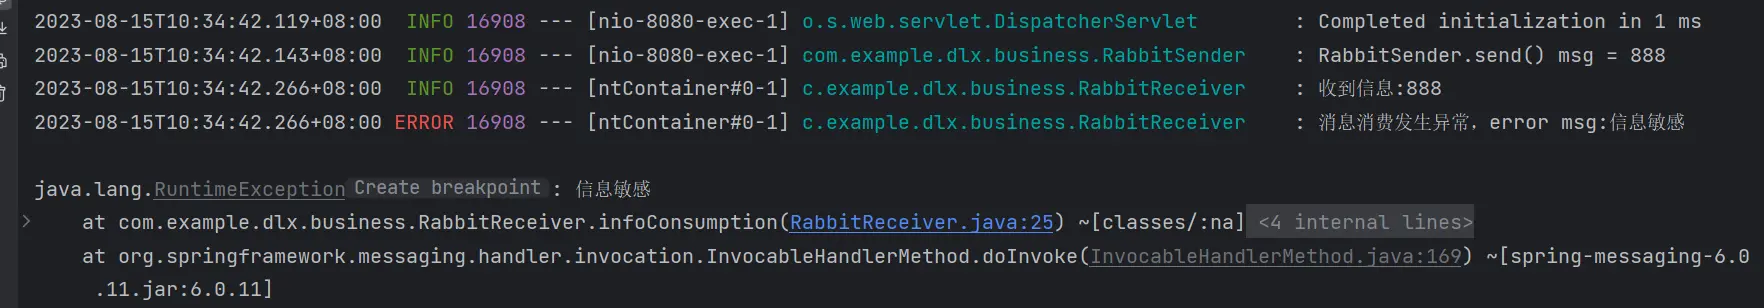 2023-08-15T10:34:42.119+08:00  INFO 16908 --- [nio-8080-exec-1] o.s.web.servlet.DispatcherServlet        : Completed initialization in 1 ms
2023-08-15T10:34:42.143+08:00  INFO 16908 --- [nio-8080-exec-1] com.example.dlx.business.RabbitSender    : RabbitSender.send() msg = 888
2023-08-15T10:34:42.266+08:00  INFO 16908 --- [ntContainer#0-1] c.example.dlx.business.RabbitReceiver    : 收到信息:888
2023-08-15T10:34:42.266+08:00 ERROR 16908 --- [ntContainer#0-1] c.example.dlx.business.RabbitReceiver    : 消息消费发生异常，error msg:信息敏感
java.lang.RuntimeException Create breakpoint : 信息敏感
at com.example.dlx.business.RabbitReceiver.infoConsumption(RabbitReceiver.java:25) ~[classes/:na] <4 internal lines>
at org.springframework.messaging.handler.invocation.InvocableHandlerMethod.doInvoke(InvocableHandlerMethod.java:169) ~[spring-messaging-6.0
.11.jar:6.0.11]